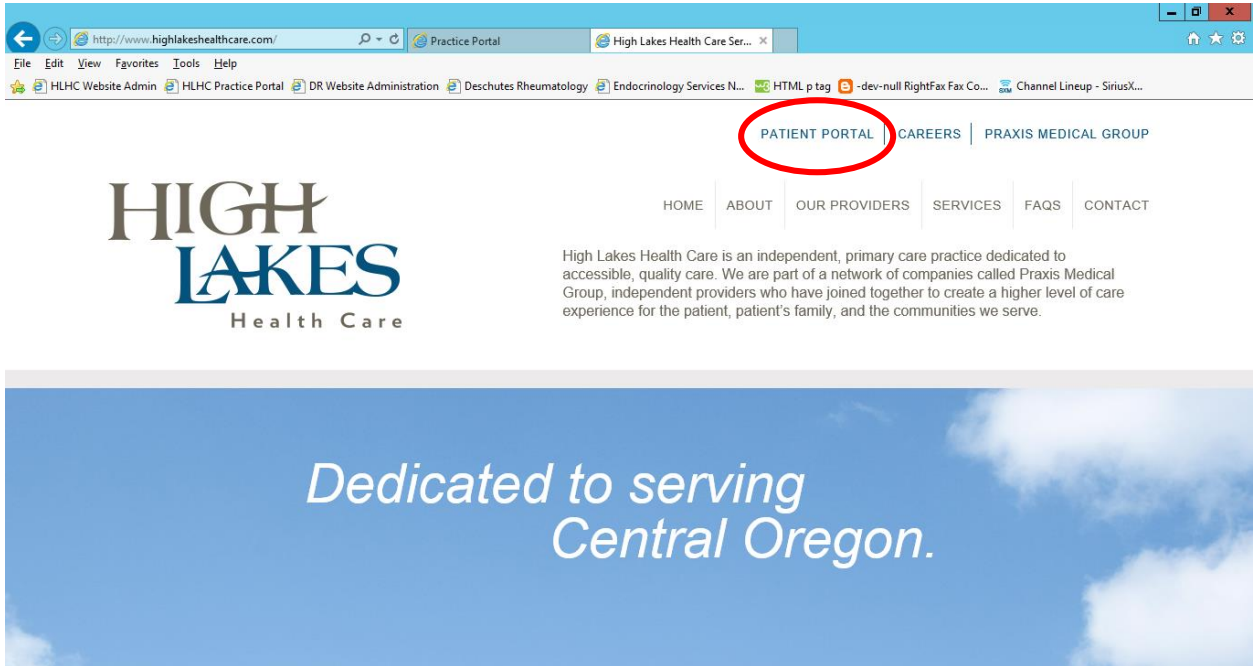 http://www.highlakeshealthcare.com/
Practice Portal
High Lakes Health Care Ser...
File Edit View Favorites Tools Help
HLHC Website Admin HLHC Practice Portal DR Website Administration Deschutes Rheumatology Endocrinology Services N... HTML p tag -dev-null RightFax Fax Co... SXM Channel Lineup - SiriusX...
PATIENT PORTAL CAREERS PRAXIS MEDICAL GROUP
HIGH
LAKES
Health Care
HOME ABOUT OUR PROVIDERS SERVICES FAQS CONTACT
High Lakes Health Care is an independent, primary care practice dedicated to
accessible, quality care. We are part of a network of companies called Praxis Medical
Group, independent providers who have joined together to create a higher level of care
experience for the patient, patient's family, and the communities we serve.
Dedicated to serving
Central Oregon.